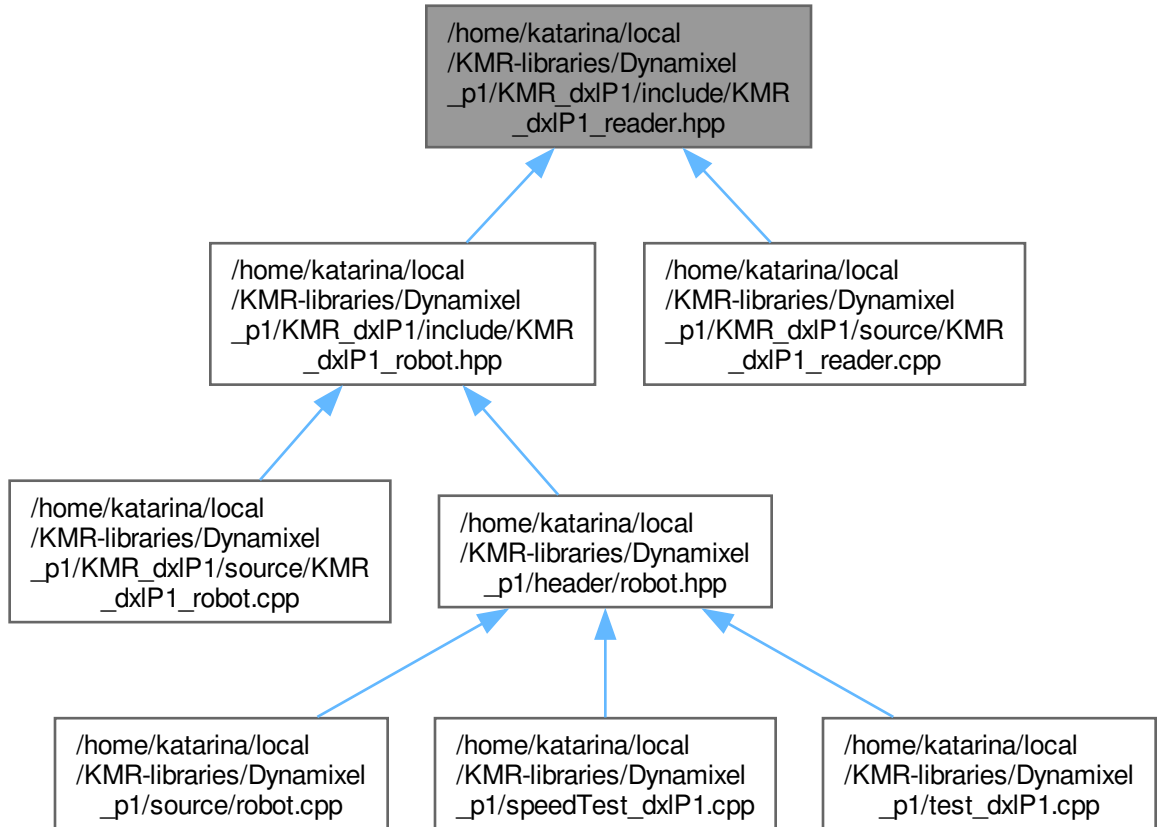 /home/katarina/local
/KMR-libraries/Dynamixel
_p1/KMR_dxlP1/include/KMR
_dxlP1_reader.hpp
/home/katarina/local
/KMR-libraries/Dynamixel
_p1/KMR_dxlP1/include/KMR
_dxlP1_robot.hpp
/home/katarina/local
/KMR-libraries/Dynamixel
_p1/KMR_dxlP1/source/KMR
_dxlP1_reader.cpp
/home/katarina/local
/KMR-libraries/Dynamixel
_p1/KMR_dxlP1/source/KMR
_dxlP1_robot.cpp
/home/katarina/local
/KMR-libraries/Dynamixel
_p1/header/robot.hpp
/home/katarina/local
/KMR-libraries/Dynamixel
_p1/source/robot.cpp
/home/katarina/local
/KMR-libraries/Dynamixel
_p1/speedTest_dxlP1.cpp
/home/katarina/local
/KMR-libraries/Dynamixel
_p1/test_dxlP1.cpp